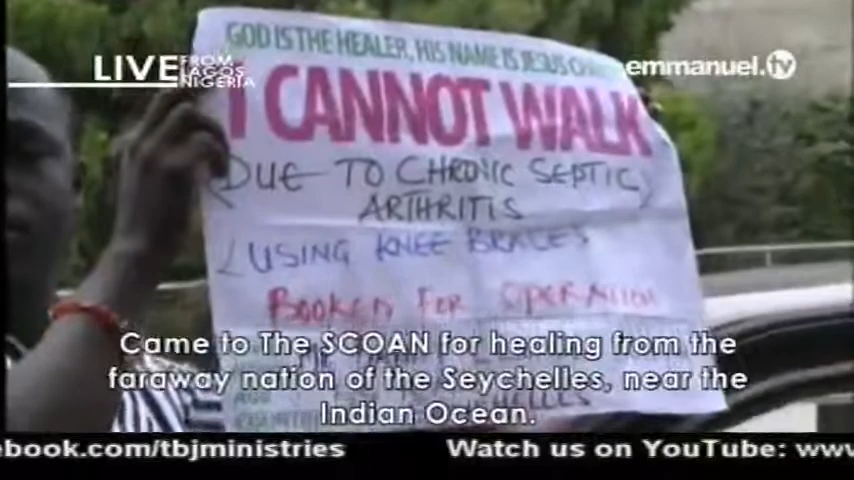 LIVE FROM LAGOS NIGERIA
emmanuel.tv
GOD IS THE HEALER, HIS NAME IS JESUS
I CANNOT WALK
(DUE TO CHRONIC SEPTIC)
ARTHRITIS
(USING KNEE BRACES
BOOKED FOR OPERATION
Came to The SCOAN for healing from the
faraway nation of the Seychelles, near the
Indian Ocean.
ebook.com/tbjministries Watch us on YouTube: www